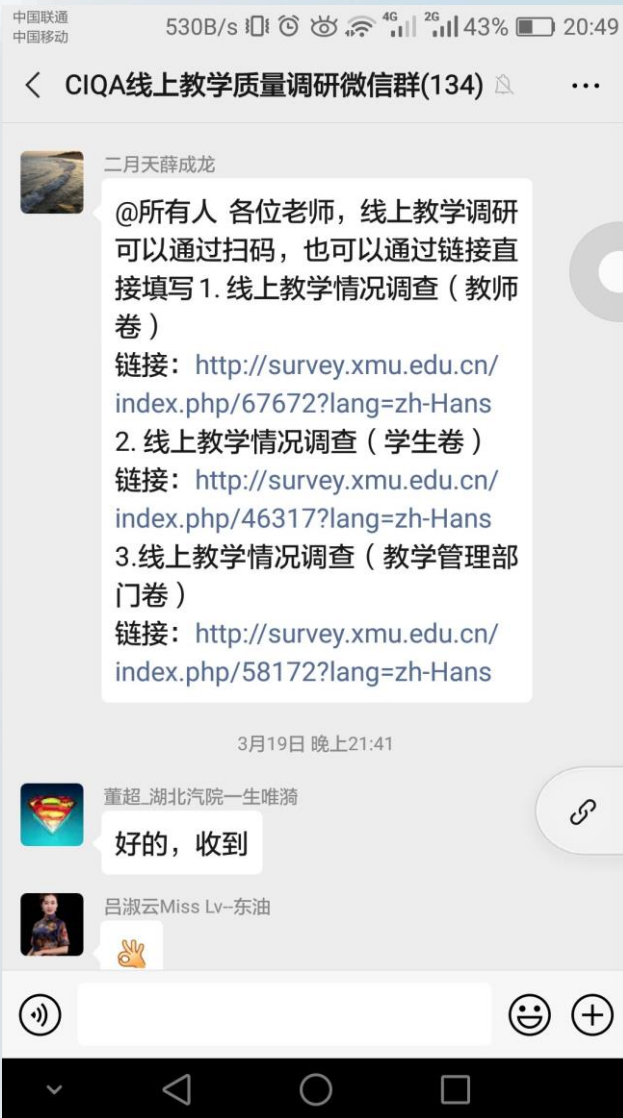 中国联通
中国移动
530B/s 4G 2G 43% 20:49
CIQA线上教学质量调研微信群(134)
二月天薛成龙
@所有人 各位老师，线上教学调研
可以通过扫码，也可以通过链接直
接填写1. 线上教学情况调查（教师
卷）
链接：http://survey.xmu.edu.cn/
index.php/67672?lang=zh-Hans
2. 线上教学情况调查（学生卷）
链接：http://survey.xmu.edu.cn/
index.php/46317?lang=zh-Hans
3.线上教学情况调查（教学管理部
门卷）
链接：http://survey.xmu.edu.cn/
index.php/58172?lang=zh-Hans
3月19日 晚上21:41
董超_湖北汽院一生唯漪
好的，收到
吕淑云Miss Lv--东油